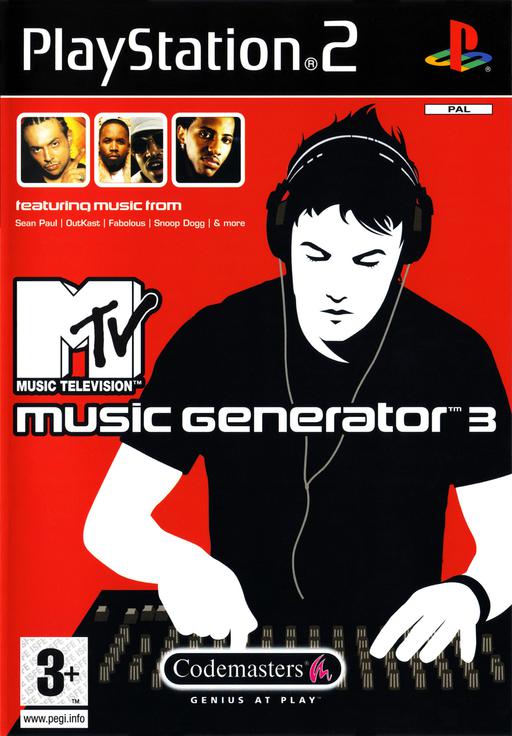 PlayStation®2
PAL
featuring music from
Sean Paul | OutKast | Fabolous | Snoop Dogg | & more
MTV
MUSIC TELEVISION™
music Generator™ 3
3+
www.pegi.info
Codemasters
GENIUS AT PLAY™